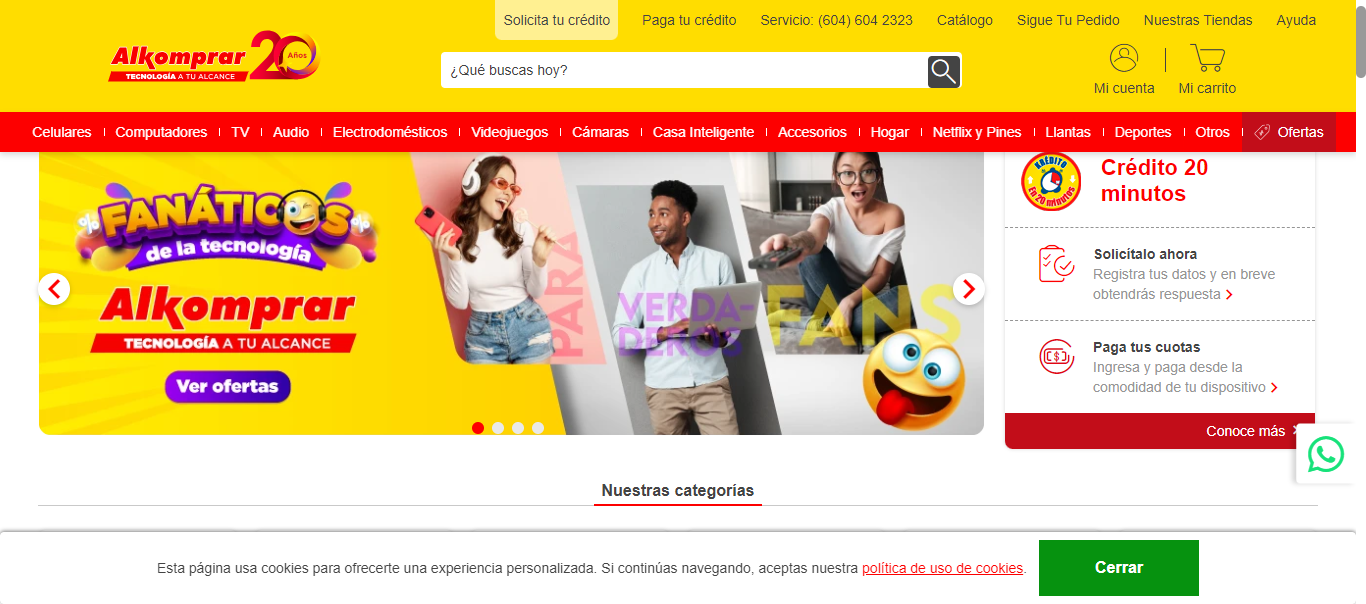 Solicita tu crédito
Paga tu crédito
Servicio: (604) 604 2323
Catálogo
Sigue Tu Pedido
Nuestras Tiendas
Ayuda
Alkomprar 20 Años
TECNOLOGÍA A TU ALCANCE
¿Qué buscas hoy?
Mi cuenta
Mi carrito
Celulares
Computadores
TV
Audio
Electrodomésticos
Videojuegos
Cámaras
Casa Inteligente
Accesorios
Hogar
Netflix y Pines
Llantas
Deportes
Otros
Ofertas
% FANÁTICOS %
de la tecnología
Alkomprar
TECNOLOGÍA A TU ALCANCE
Ver ofertas
PARA
VERDA-
DEROS
FANS
KRÉDITO
En 20 minutos
Crédito 20
minutos
Solicítalo ahora
Registra tus datos y en breve
obtendrás respuesta
Paga tus cuotas
Ingresa y paga desde la
comodidad de tu dispositivo
Conoce más
Nuestras categorías
Esta página usa cookies para ofrecerte una experiencia personalizada. Si continúas navegando, aceptas nuestra política de uso de cookies.
Cerrar